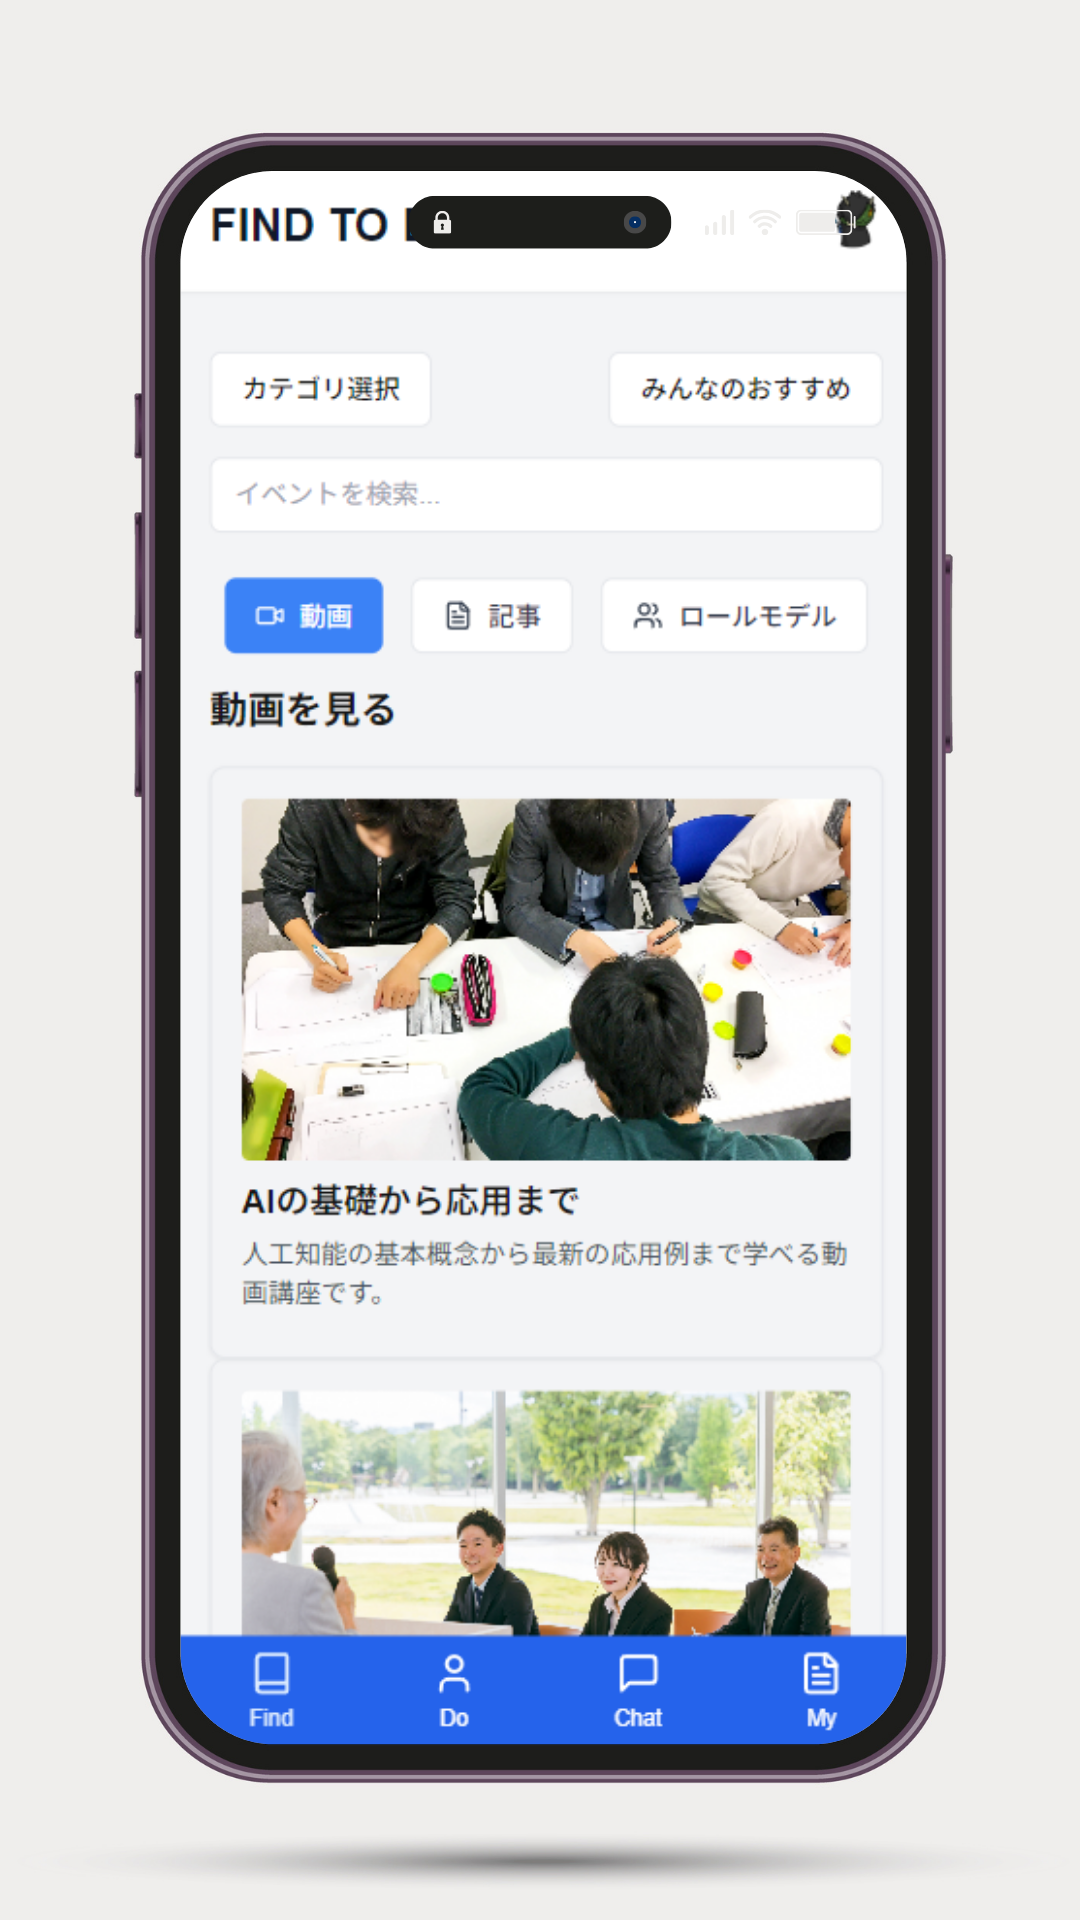 FIND TO
カテゴリ選択
みんなのおすすめ
イベントを検索...
動画
記事
ロールモデル
動画を見る
AIの基礎から応用まで
人工知能の基本概念から最新の応用例まで学べる動
画講座です。
Find
Do
Chat
My